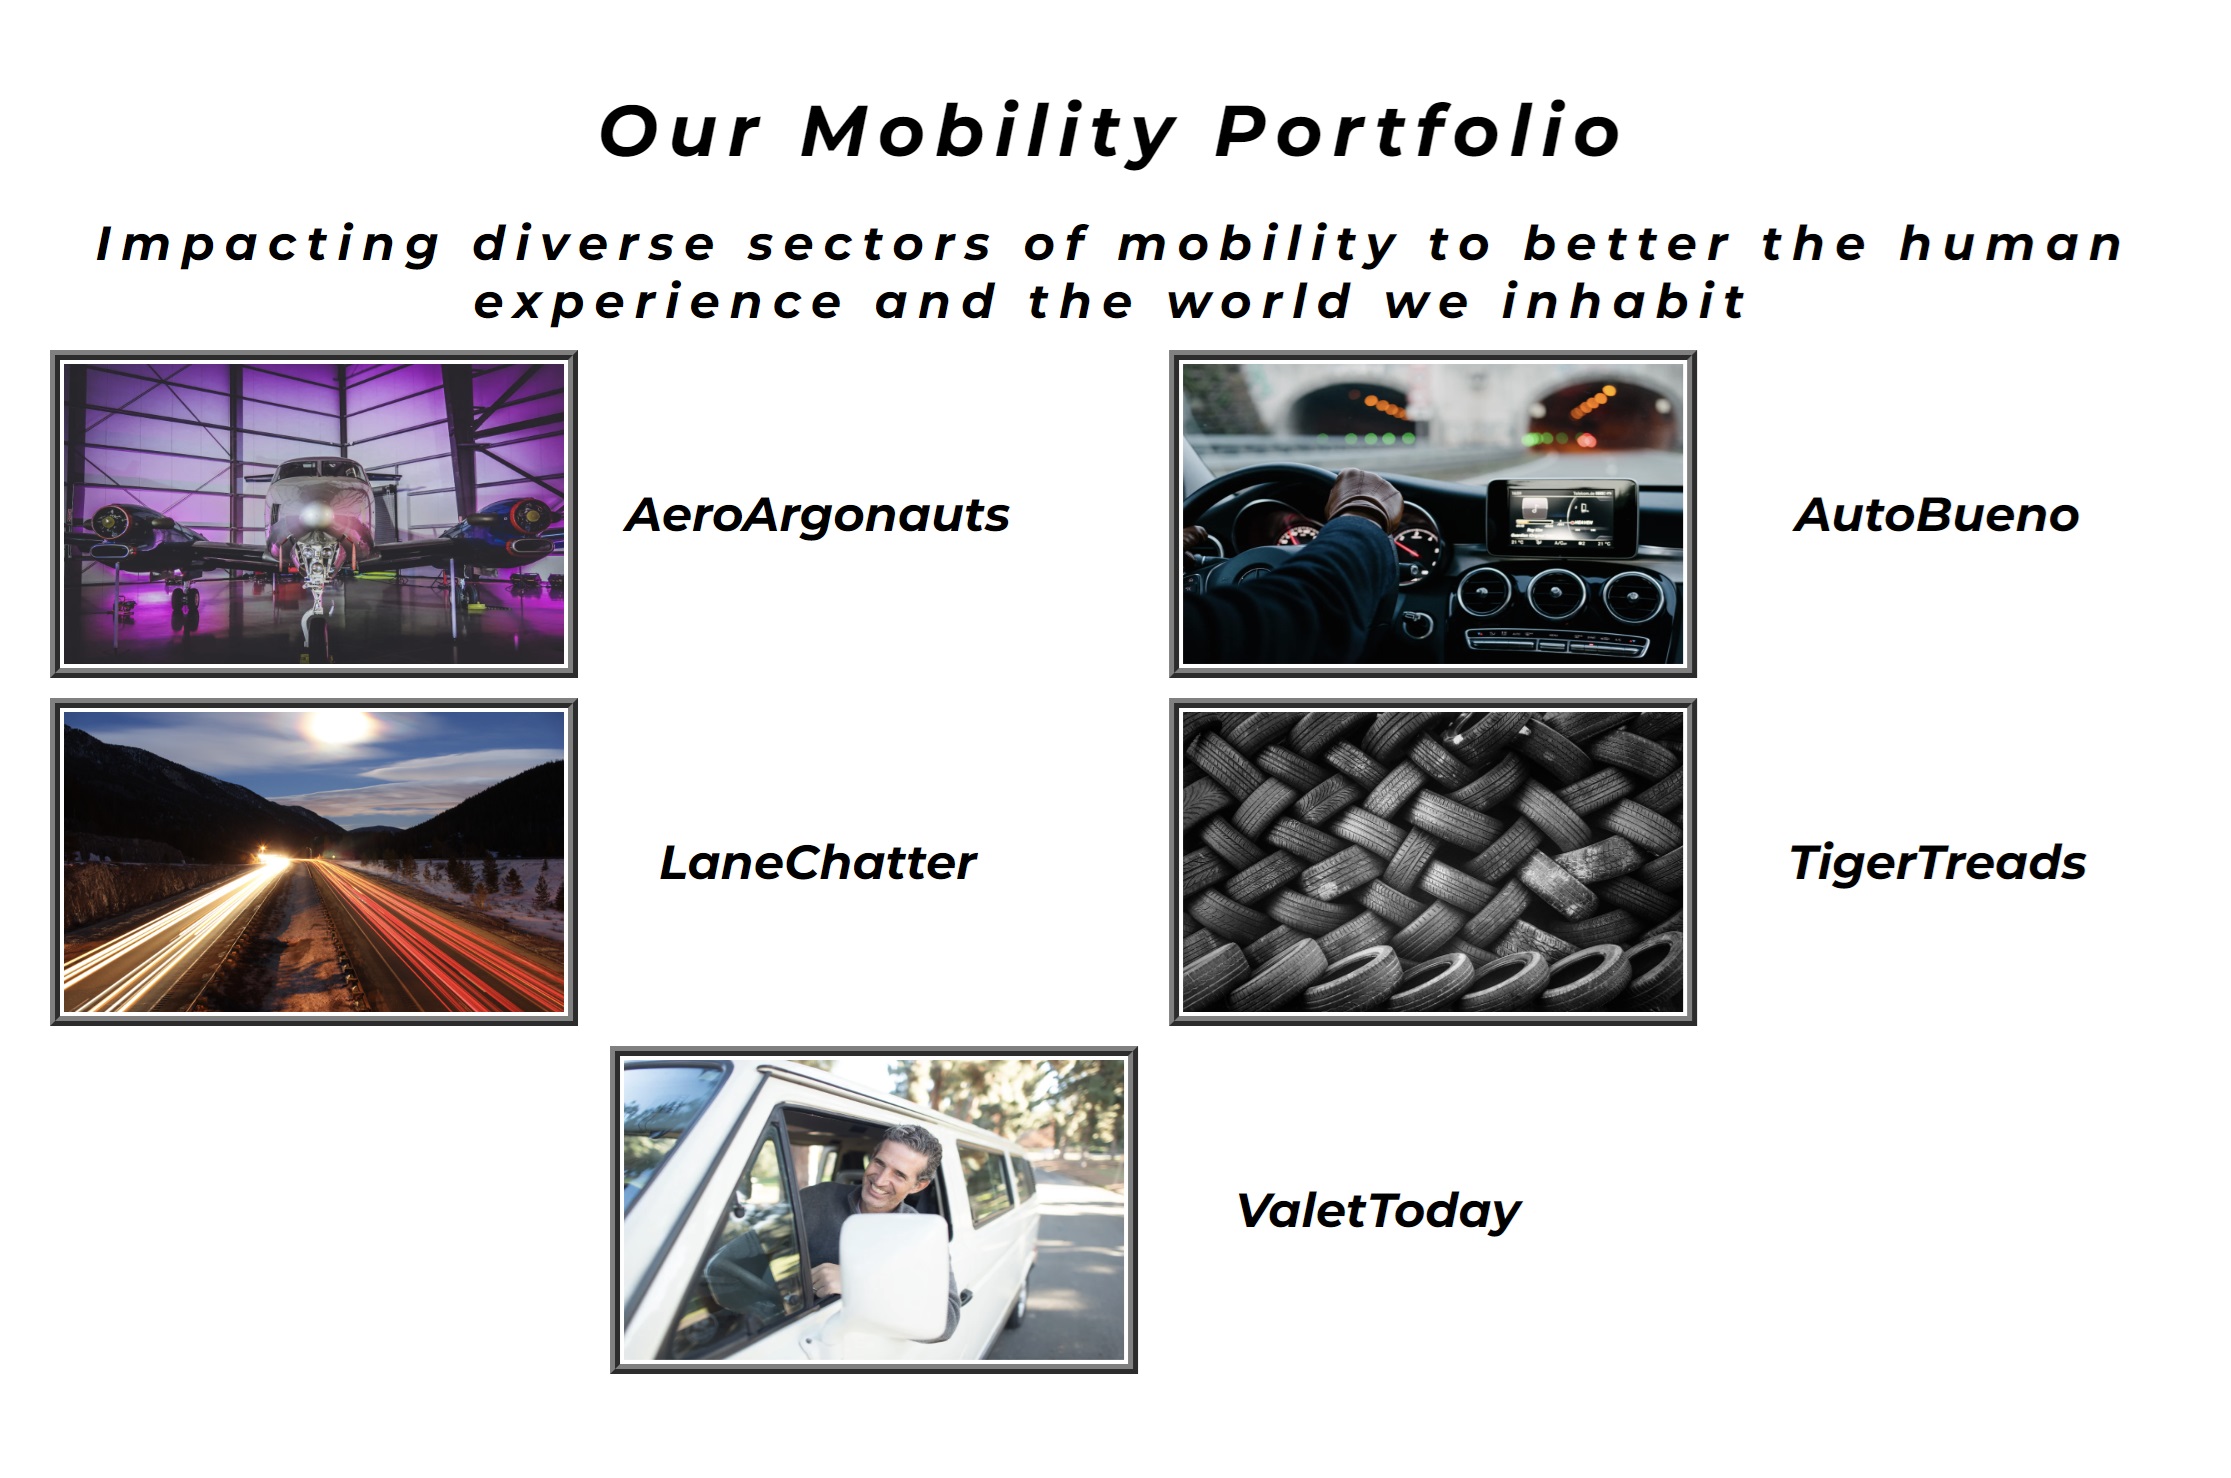 Our Mobility Portfolio
Impacting diverse sectors of mobility to better the human
experience and the world we inhabit
AeroArgonauts
AutoBueno
LaneChatter
TigerTreads
ValetToday